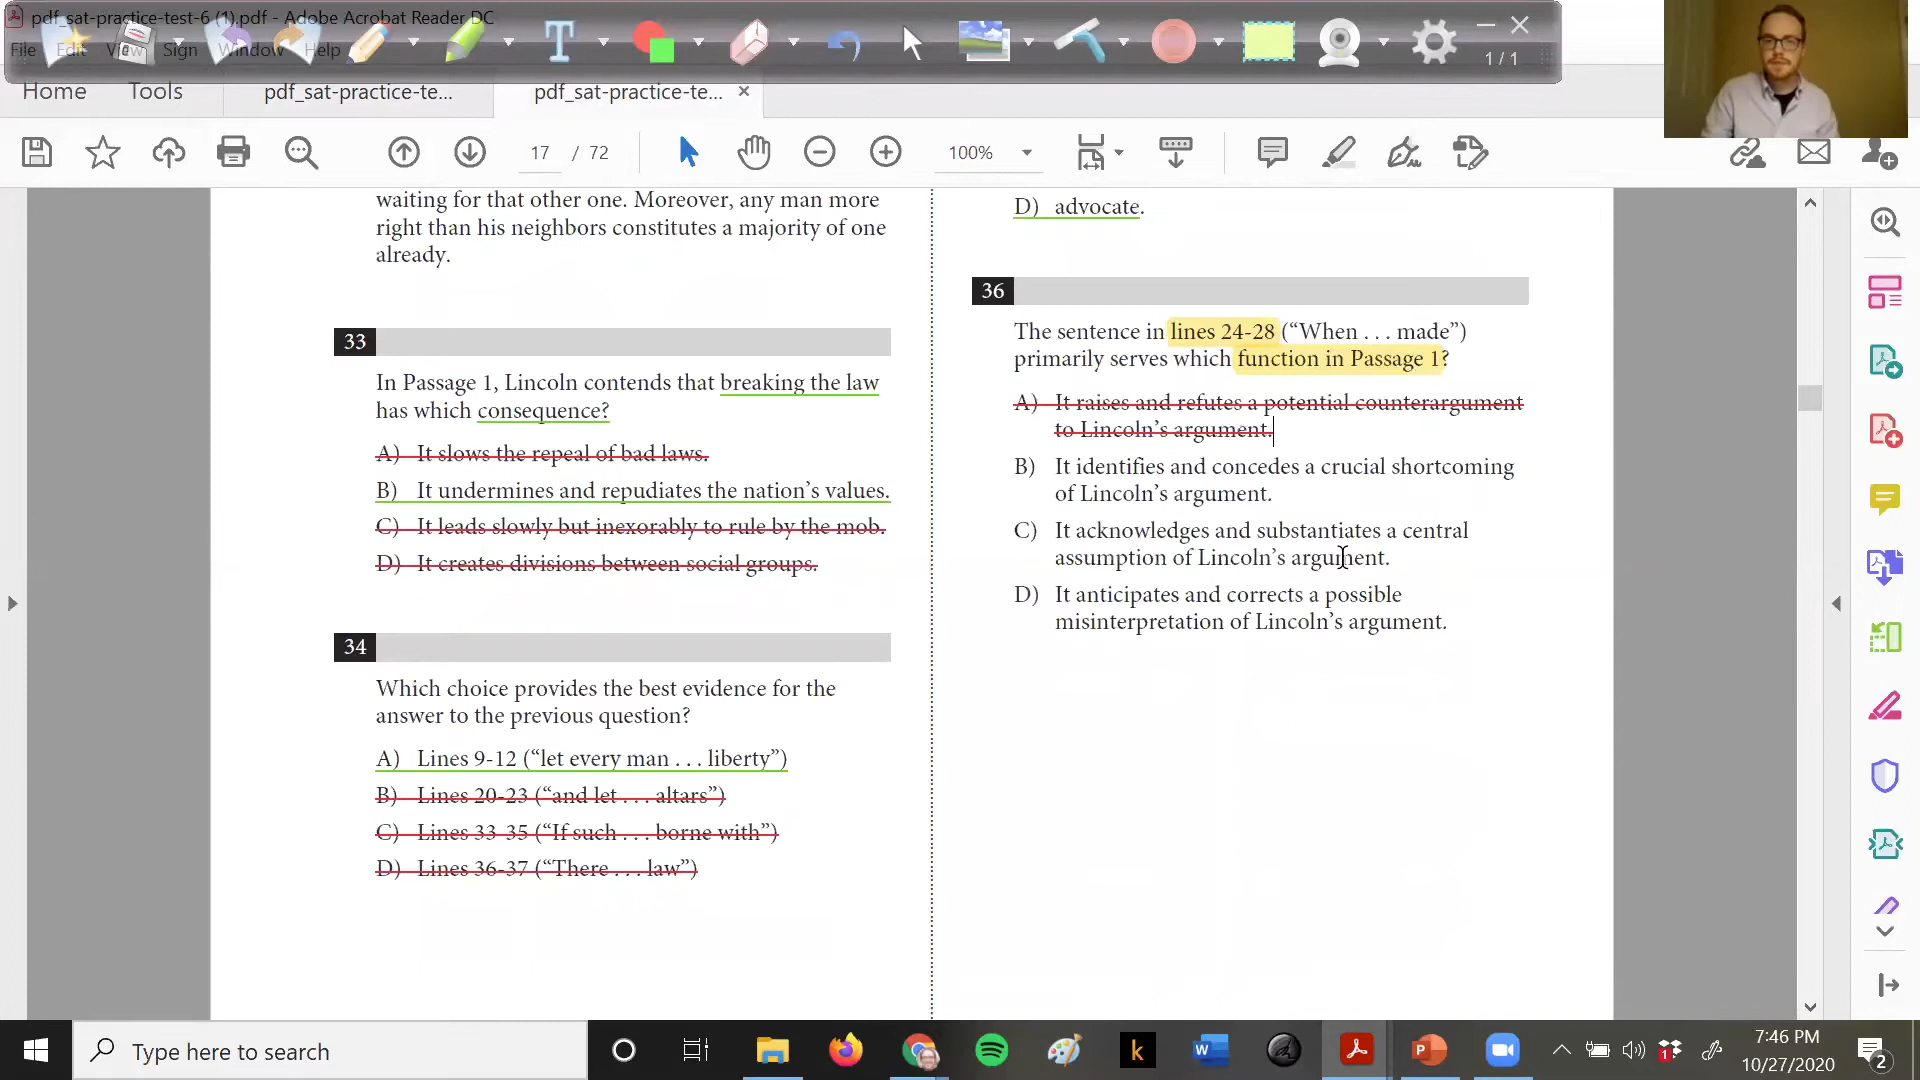 pdf_sat-practice-test-6 (1).pdf - Adobe Acrobat Reader DC
File Edit View Sign Window Help
1 / 1
Home Tools pdf_sat-practice-te... pdf_sat-practice-te...
17 / 72
100%
waiting for that other one. Moreover, any man more
right than his neighbors constitutes a majority of one
already.
33
In Passage 1, Lincoln contends that breaking the law
has which consequence?
A) It slows the repeal of bad laws.
B) It undermines and repudiates the nation’s values.
C) It leads slowly but inexorably to rule by the mob.
D) It creates divisions between social groups.
34
Which choice provides the best evidence for the
answer to the previous question?
A) Lines 9-12 (“let every man . . . liberty”)
B) Lines 20-23 (“and let . . . altars”)
C) Lines 33-35 (“If such . . . borne with”)
D) Lines 36-37 (“There . . . law”)
D) advocate.
36
The sentence in lines 24-28 (“When . . . made”)
primarily serves which function in Passage 1?
A) It raises and refutes a potential counterargument
to Lincoln’s argument.
B) It identifies and concedes a crucial shortcoming
of Lincoln’s argument.
C) It acknowledges and substantiates a central
assumption of Lincoln’s argument.
D) It anticipates and corrects a possible
misinterpretation of Lincoln’s argument.
Type here to search
7:46 PM
10/27/2020